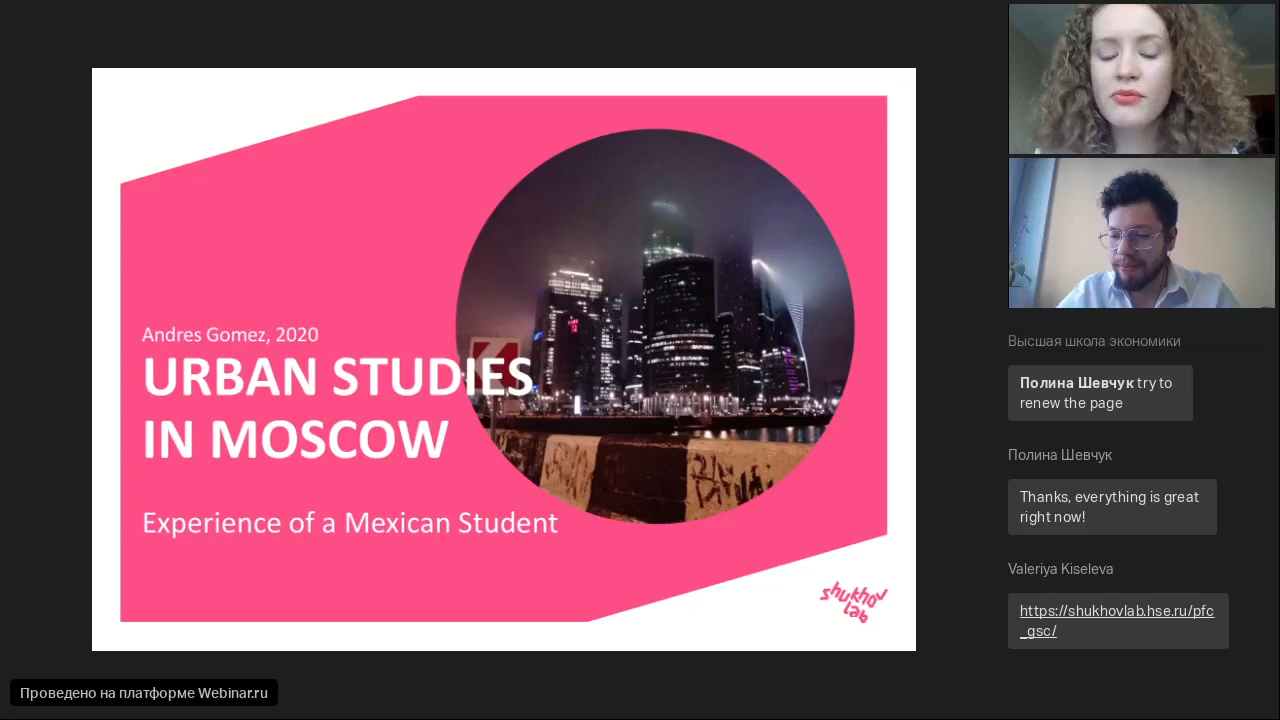 Andres Gomez, 2020
URBAN STUDIES
IN MOSCOW
Experience of a Mexican Student
shukhov
lab
Высшая школа экономики
Полина Шевчук try to
renew the page
Полина Шевчук
Thanks, everything is great
right now!
Valeriya Kiseleva
https://shukhovlab.hse.ru/pfc
_gsc/
Проведено на платформе Webinar.ru